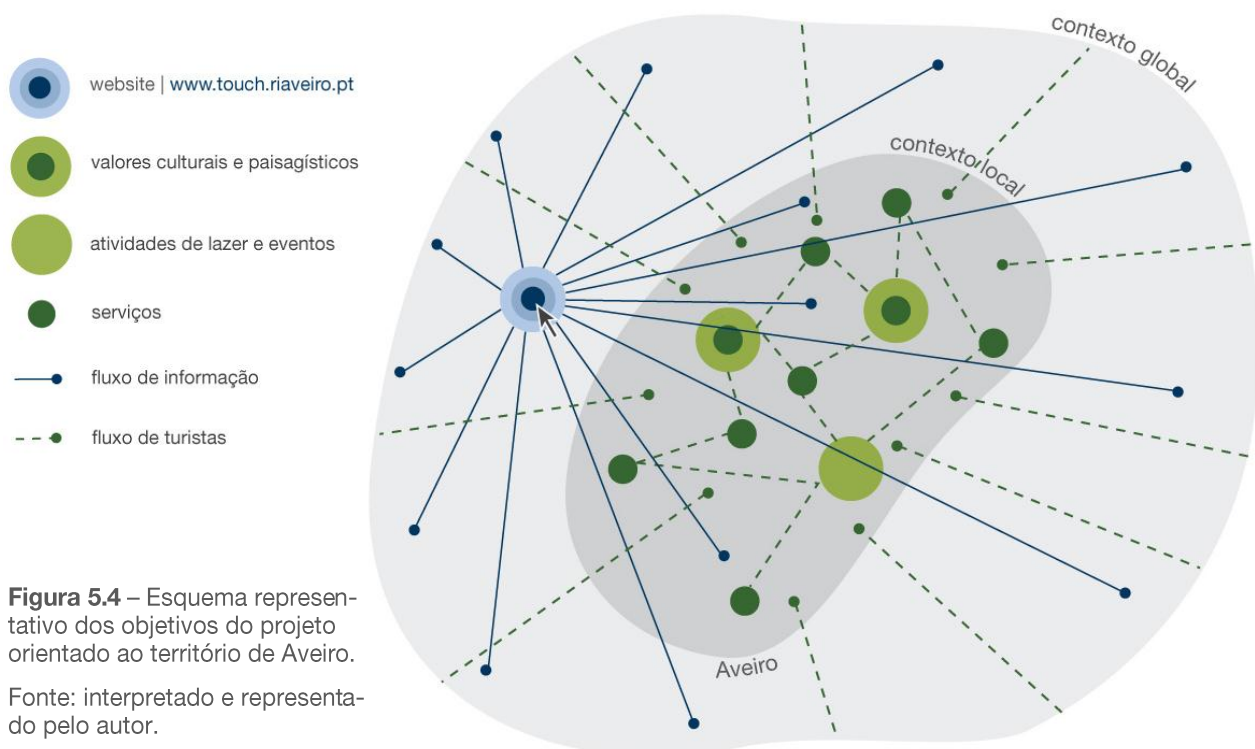 contexto global
contexto local
website | www.touch.riaveiro.pt
valores culturais e paisagísticos
atividades de lazer e eventos
serviços
fluxo de informação
fluxo de turistas
Aveiro
Figura 5.4 – Esquema represen-
tativo dos objetivos do projeto
orientado ao território de Aveiro.
Fonte: interpretado e representa-
do pelo autor.